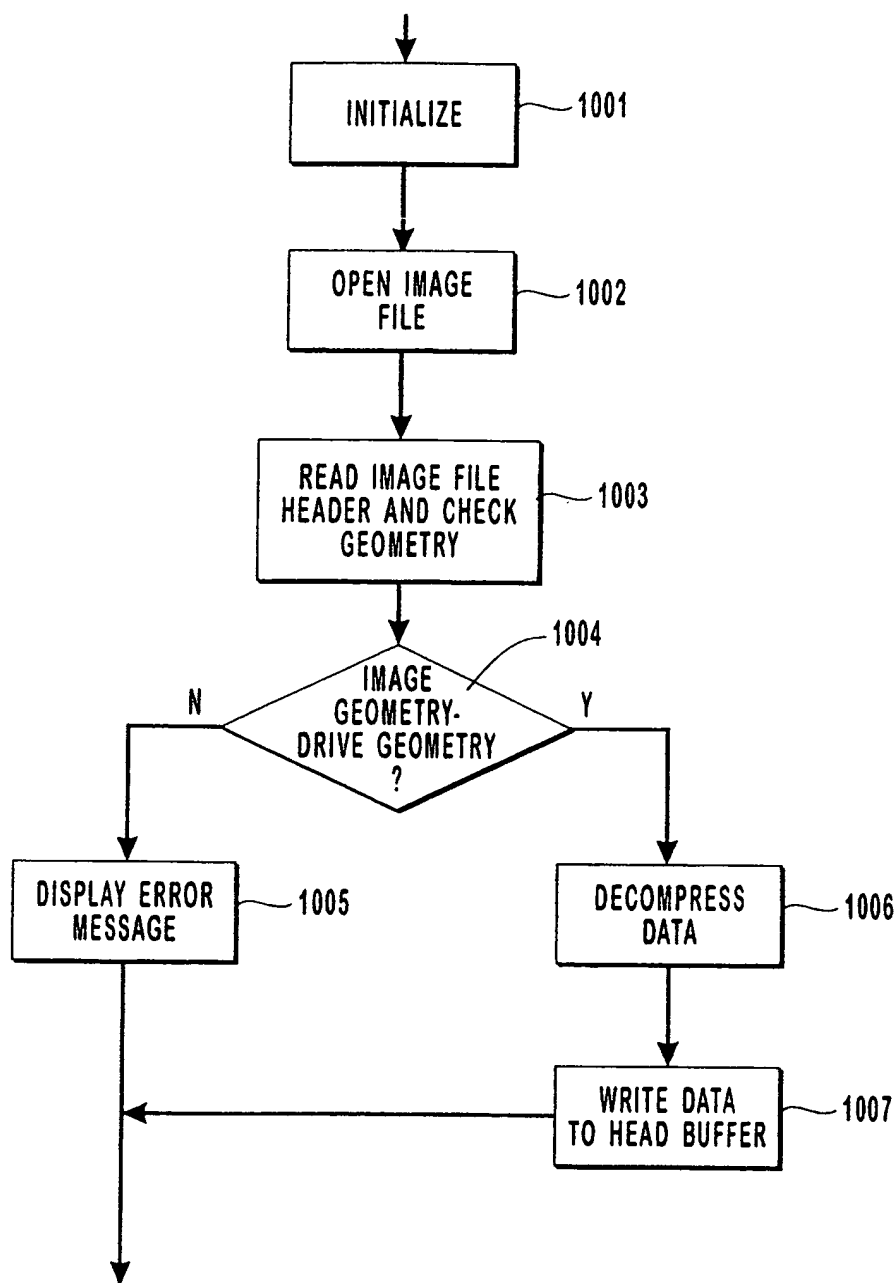 INITIALIZE
1001
OPEN IMAGE
FILE
1002
READ IMAGE FILE
HEADER AND CHECK
GEOMETRY
1003
1004
IMAGE
GEOMETRY-
DRIVE GEOMETRY
?
N
Y
DISPLAY ERROR
MESSAGE
1005
DECOMPRESS
DATA
1006
WRITE DATA
TO HEAD BUFFER
1007